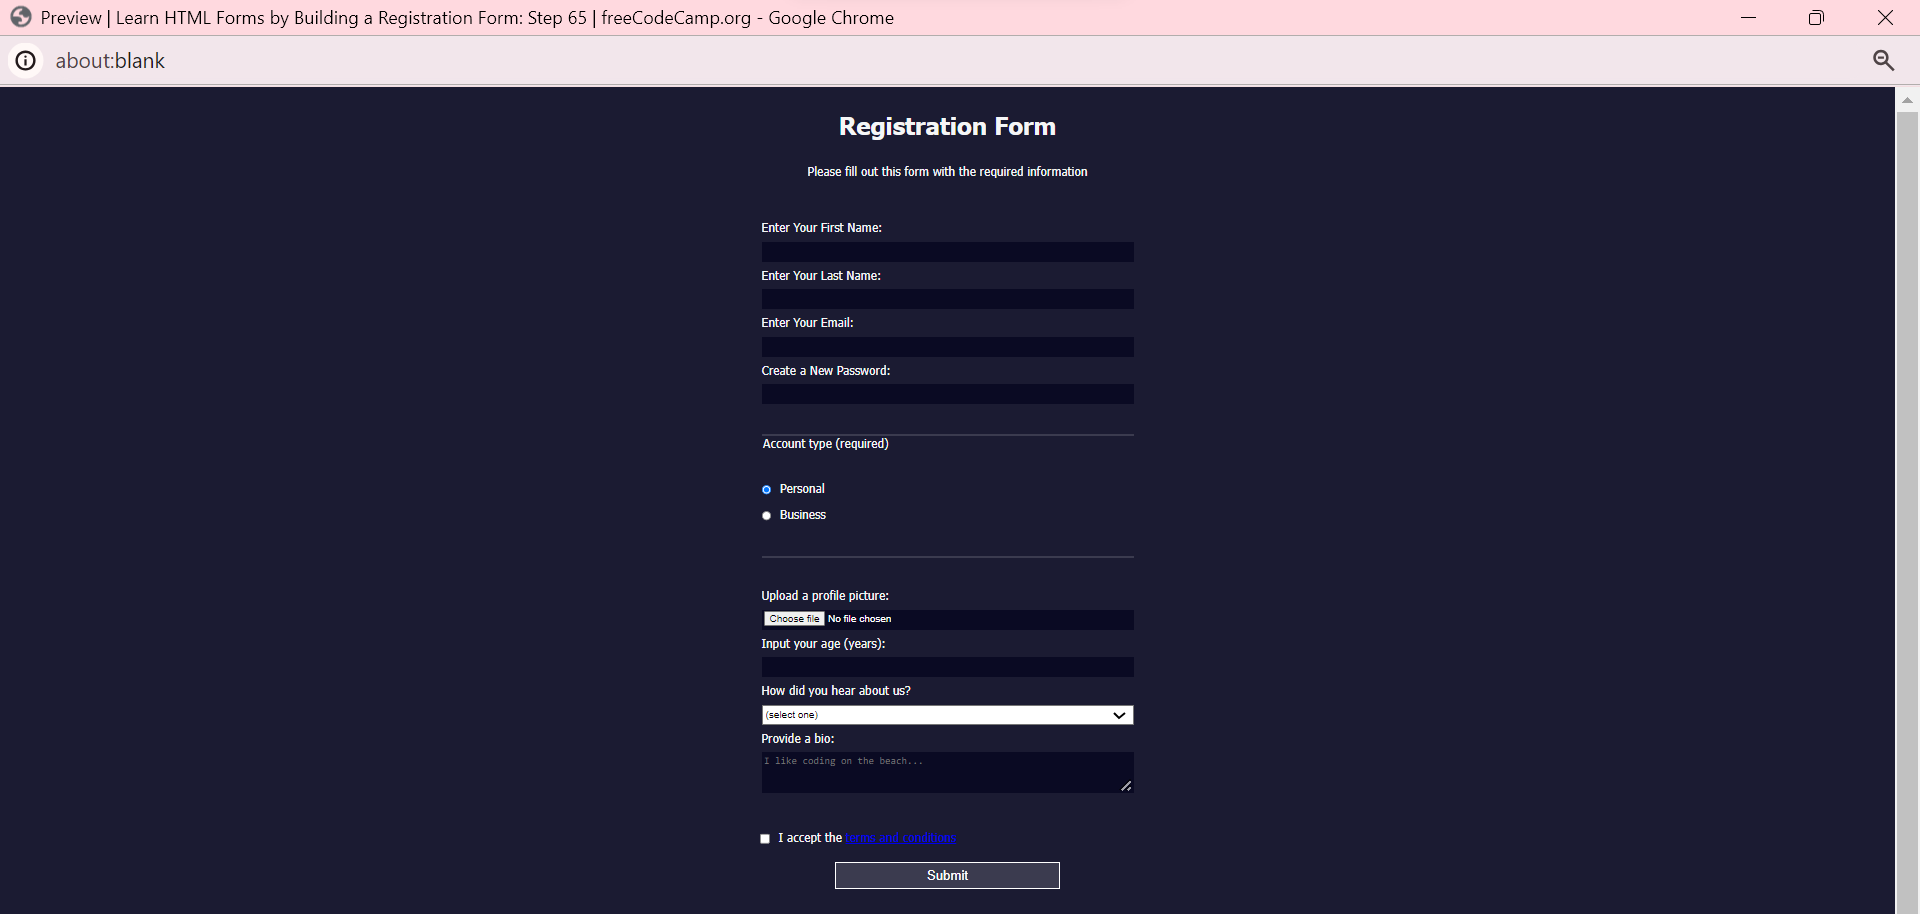 Preview | Learn HTML Forms by Building a Registration Form: Step 65 | freeCodeCamp.org - Google Chrome
about:blank
Registration Form
Please fill out this form with the required information
Enter Your First Name:
Enter Your Last Name:
Enter Your Email:
Create a New Password:
Account type (required)
Personal
Business
Upload a profile picture:
Choose file No file chosen
Input your age (years):
How did you hear about us?
(select one)
Provide a bio:
I like coding on the beach...
I accept the terms and conditions
Submit